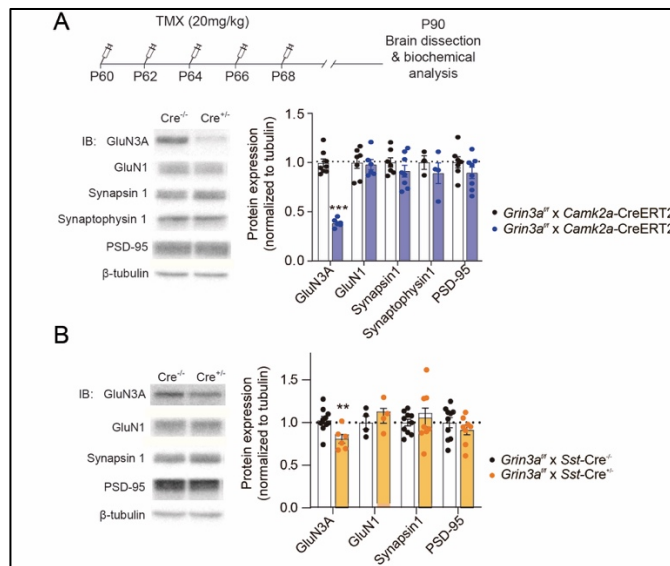 A
TMX (20mg/kg)
P60
P62
P64
P66
P68
P90
Brain dissection
& biochemical
analysis
Cre-/-
Cre+/-
IB: GluN3A
GluN1
Synapsin 1
Synaptophysin 1
PSD-95
β-tubulin
Protein expression
(normalized to tubulin)
1.5
1.0
0.5
0.0
***
GluN3A
GluN1
Synapsin1
Synaptophysin1
PSD-95
Grin3af/f x Camk2a-CreERT2
Grin3af/f x Camk2a-CreERT2
B
Cre-/-
Cre+/-
IB: GluN3A
GluN1
Synapsin 1
PSD-95
β-tubulin
Protein expression
(normalized to tubulin)
1.5
1.0
0.5
0.0
**
GluN3A
GluN1
Synapsin1
PSD-95
Grin3af/f x Sst-Cre-/-
Grin3af/f x Sst-Cre+/-